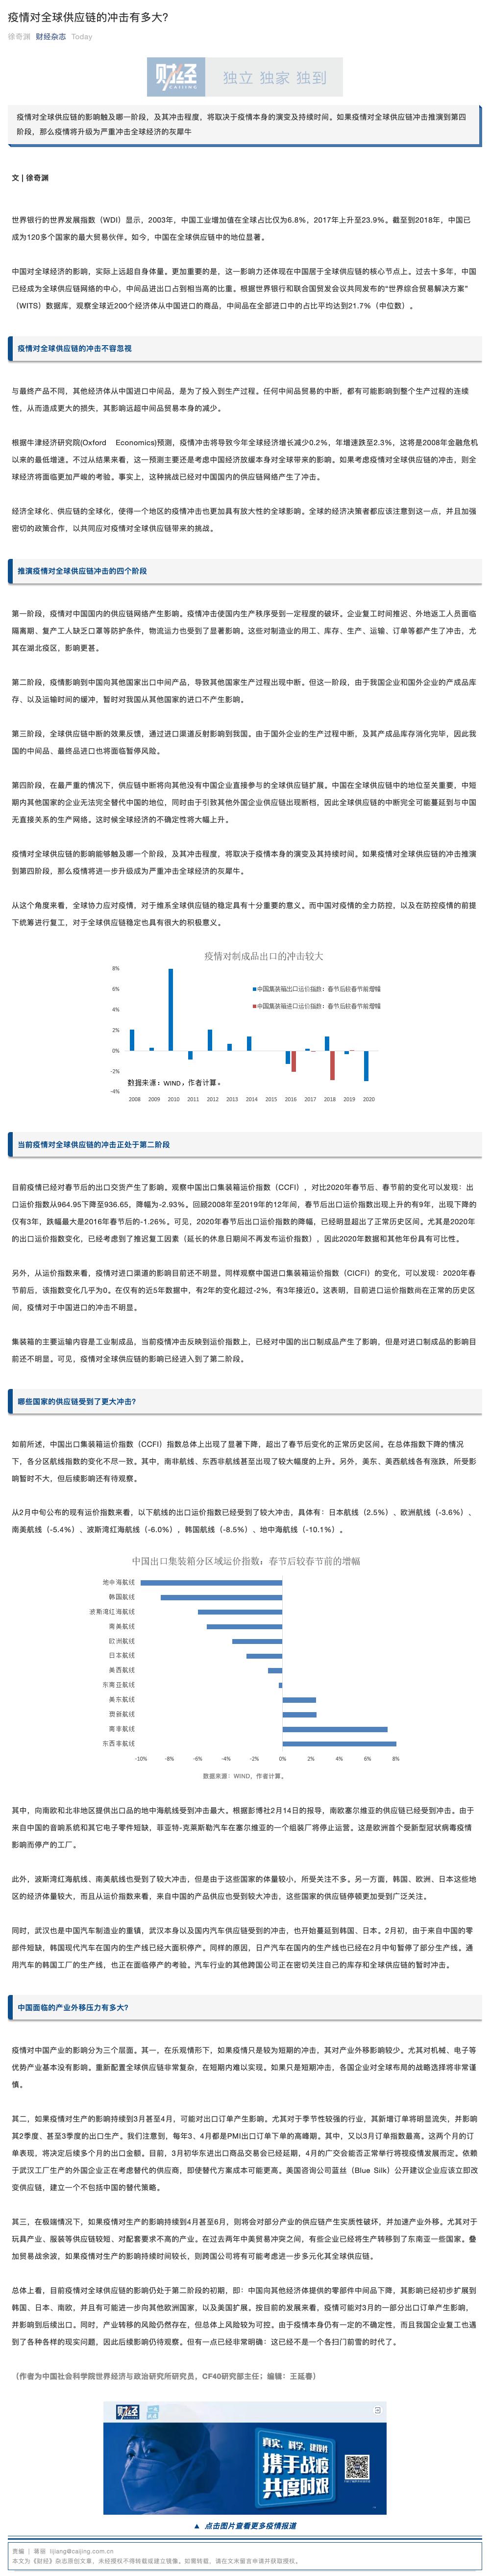 疫情对全球供应链的冲击有多大?
徐奇渊 财经杂志 Today
财经
CAIJING
独立 独家 独到
疫情对全球供应链的影响触及哪一阶段，及其冲击程度，将取决于疫情本身的演变及持续时间。如果疫情对全球供应链冲击推演到第四
阶段，那么疫情将升级为严重冲击全球经济的灰犀牛
文 | 徐奇渊
世界银行的世界发展指数（WDI）显示，2003年，中国工业增加值在全球占比仅为6.8%，2017年上升至23.9%。截至到2018年，中国已
成为120多个国家的最大贸易伙伴。如今，中国在全球供应链中的地位显著。
中国对全球经济的影响，实际上远超自身体量。更加重要的是，这一影响力还体现在中国居于全球供应链的核心节点上。过去十多年，中国
已经成为全球供应链网络的中心，中间品进出口占到相当高的比重。根据世界银行和联合国贸发会议共同发布的“世界综合贸易解决方案”
（WITS）数据库，观察全球近200个经济体从中国进口的商品，中间品在全部进口中的占比平均达到21.7%（中位数）。
疫情对全球供应链的冲击不容忽视
与最终产品不同，其他经济体从中国进口中间品，是为了投入到生产过程。任何中间品贸易的中断，都有可能影响到整个生产过程的连续
性，从而造成更大的损失，其影响远超中间品贸易本身的减少。
根据牛津经济研究院(Oxford Economics)预测，疫情冲击将导致今年全球经济增长减少0.2%，年增速跌至2.3%，这将是2008年金融危机
以来的最低增速。不过从结果来看，这一预测主要还是考虑中国经济放缓本身对全球带来的影响。如果考虑疫情对全球供应链的冲击，则全
球经济将面临更加严峻的考验。事实上，这种挑战已经对中国国内的供应链网络产生了冲击。
经济全球化、供应链的全球化，使得一个地区的疫情冲击也更加具有放大性的全球影响。全球的经济决策者都应该注意到这一点，并且加强
密切的政策合作，以共同应对疫情对全球供应链带来的挑战。
推演疫情对全球供应链冲击的四个阶段
第一阶段，疫情对中国国内的供应链网络产生影响。疫情冲击使国内生产秩序受到一定程度的破坏。企业复工时间推迟、外地返工人员面临
隔离期、复产工人缺乏口罩等防护条件，物流运力也受到了显著影响。这些对制造业的用工、库存、生产、运输、订单等都产生了冲击，尤
其在湖北疫区，影响更甚。
第二阶段，疫情影响到中国向其他国家出口中间产品，导致其他国家生产过程出现中断。但这一阶段，由于我国企业和国外企业的产成品库
存、以及运输时间的缓冲，暂时对我国从其他国家的进口不产生影响。
第三阶段，全球供应链中断的效果反馈，通过进口渠道反射影响到我国。由于国外企业的生产过程中断，及其产成品库存消化完毕，因此我
国的中间品、最终品进口也将面临暂停风险。
第四阶段，在最严重的情况下，供应链中断将向其他没有中国企业直接参与的全球供应链扩展。中国在全球供应链中的地位至关重要，中短
期内其他国家的企业无法完全替代中国的地位，同时由于引致其他外国企业供应链出现断档，因此全球供应链的中断完全可能蔓延到与中国
无直接关系的生产网络。这时候全球经济的不确定性将大幅上升。
疫情对全球供应链的影响能够触及哪一个阶段，及其冲击程度，将取决于疫情本身的演变及其持续时间。如果疫情对全球供应链的冲击推演
到第四阶段，那么疫情将进一步升级成为严重冲击全球经济的灰犀牛。
从这个角度来看，全球协力应对疫情，对于维系全球供应链的稳定具有十分重要的意义。而中国对疫情的全力防控，以及在防控疫情的前提
下统筹进行复工，对于全球供应链稳定也具有很大的积极意义。
疫情对制成品出口的冲击较大
8%
6%
4%
2%
0%
-2%
-4%
中国集装箱出口运价指数：春节后较春节前增幅
中国集装箱进口运价指数：春节后较春节前增幅
数据来源：WIND，作者计算。
2008 2009 2010 2011 2012 2013 2014 2015 2016 2017 2018 2019 2020
当前疫情对全球供应链的冲击正处于第二阶段
目前疫情已经对春节后的出口交货产生了影响。观察中国出口集装箱运价指数（CCFI），对比2020年春节后、春节前的变化可以发现：出
口运价指数从964.95下降至936.65，降幅为-2.93%。回顾2008年至2019年的12年间，春节后出口运价指数出现上升的有9年，出现下降的
仅有3年，跌幅最大是2016年春节后的-1.26%。可见，2020年春节后出口运价指数的降幅，已经明显超出了正常历史区间。尤其是2020年
的出口运价指数变化，已经考虑到了推迟复工因素（延长的休息日期间不再发布运价指数），因此2020年数据和其他年份具有可比性。
另外，从运价指数来看，疫情对进口渠道的影响目前还不明显。同样观察中国进口集装箱运价指数（CICFI）的变化，可以发现：2020年春
节前后，该指数变化几乎为0。在仅有的近5年数据中，有2年的变化超过-2%，有3年接近0。这表明，目前进口运价指数尚在正常的历史区
间，疫情对于中国进口的冲击不明显。
集装箱的主要运输内容是工业制成品，当前疫情冲击反映到运价指数上，已经对中国的出口制成品产生了影响，但是对进口制成品的影响目
前还不明显。可见，疫情对全球供应链的影响已经进入到了第二阶段。
哪些国家的供应链受到了更大冲击?
如前所述，中国出口集装箱运价指数（CCFI）指数总体上出现了显著下降，超出了春节后变化的正常历史区间。在总体指数下降的情况
下，各分区航线指数的变化不尽一致。其中，南非航线、东西非航线甚至出现了较大幅度的上升。另外，美东、美西航线各有涨跌，所受影
响暂时不大，但后续影响还有待观察。
从2月中旬公布的现有运价指数来看，以下航线的出口运价指数已经受到了较大冲击，具体有：日本航线（2.5%）、欧洲航线（-3.6%）、
南美航线（-5.4%）、波斯湾红海航线（-6.0%），韩国航线（-8.5%）、地中海航线（-10.1%）。
中国出口集装箱分区域运价指数：春节后较春节前的增幅
地中海航线
韩国航线
波斯湾红海航线
南美航线
欧洲航线
日本航线
美西航线
东南亚航线
美东航线
澳新航线
南非航线
东西非航线
-10% -8% -6% -4% -2% 0% 2% 4% 6% 8%
数据来源：WIND，作者计算。
其中，向南欧和北非地区提供出口品的地中海航线受到冲击最大。根据彭博社2月14日的报导，南欧塞尔维亚的供应链已经受到冲击。由于
来自中国的音响系统和其它电子零件短缺，菲亚特-克莱斯勒汽车在塞尔维亚的一个组装厂将停止运营。这是欧洲首个受新型冠状病毒疫情
影响而停产的工厂。
此外，波斯湾红海航线、南美航线也受到了较大冲击，但是由于这些国家的体量较小，所受关注不多。另一方面，韩国、欧洲、日本这些地
区的经济体量较大，而且从运价指数来看，来自中国的产品供应也受到较大冲击，这些国家的供应链停顿更加受到广泛关注。
同时，武汉也是中国汽车制造业的重镇，武汉本身以及国内汽车供应链受到的冲击，也开始蔓延到韩国、日本。2月初，由于来自中国的零
部件短缺，韩国现代汽车在国内的生产线已经大面积停产。同样的原因，日产汽车在国内的生产线也已经在2月中旬暂停了部分生产线。通
用汽车的韩国工厂的生产线，也正在面临停产的考验。汽车行业的其他跨国公司正在密切关注自己的库存和全球供应链的暂时冲击。
中国面临的产业外移压力有多大?
疫情对中国产业的影响分为三个层面。其一，在乐观情形下，如果疫情只是较为短期的冲击，其对产业外移影响较少。尤其对机械、电子等
优势产业基本没有影响。重新配置全球供应链非常复杂，在短期内难以实现。如果只是短期冲击，各国企业对全球布局的战略选择将非常谨
慎。
其二，如果疫情对生产的影响持续到3月甚至4月，可能对出口订单产生影响。尤其对于季节性较强的行业，其新增订单将明显流失，并影响
其2季度、甚至3季度的出口生产。我们注意到，每年3、4月都是PMI出口订单的高峰期。其中，又以3月订单指数最高。这两个月的订
单表现，将决定后续多个月的出口金额。目前，3月初华东进出口商品交易会已经延期，4月的广交会能否正常举行将视疫情发展而定。依赖
于武汉工厂生产的外国企业正在考虑替代的供应商，即使替代方案成本可能更高。美国咨询公司蓝丝（Blue Silk）公开建议企业应该立即改
变供应链，建立一个不包括中国的替代策略。
其三，在极端情况下，如果疫情对生产的影响持续到4月甚至6月，则将会对部分产业的供应链产生实质性破坏，并加速产业外移。尤其对于
玩具产业、服装等供应链较短、对配套要求不高的产业。在过去两年中美贸易冲突之间，有些企业已经将生产转移到了东南亚一些国家。叠
加贸易战余波，如果疫情对生产的影响持续时间较长，则跨国公司将有可能考虑进一步多元化其全球供应链。
总体上看，目前疫情对全球供应链的影响仍处于第二阶段的初期，即：中国向其他经济体提供的零部件中间品下降，其影响已经初步扩展到
韩国、日本、南欧，并且有可能进一步向其他欧洲国家，以及美国扩展。按目前的发展来看，疫情可能对3月的一部分出口订单产生影响，
并影响到后续出口。同时，产业转移的风险仍然存在，但总体上风险较为可控。由于疫情本身仍有一定的不确定性，而且我国企业复工也遇
到了各种各样的现实问题，因此后续影响仍待观察。但有一点已经非常明确：这已经不是一个各扫门前雪的时代了。
（作者为中国社会科学院世界经济与政治研究所研究员，CF40研究部主任；编辑：王延春）
财经
真实、科学、建设性
携手战疫
共度时艰
▲ 点击图片查看更多疫情报道
责编 | 蒋丽 lijiang@caijing.com.cn
本文为《财经》杂志原创文章，未经授权不得转载或建立镜像。如需转载，请在文末留言申请并获取授权。